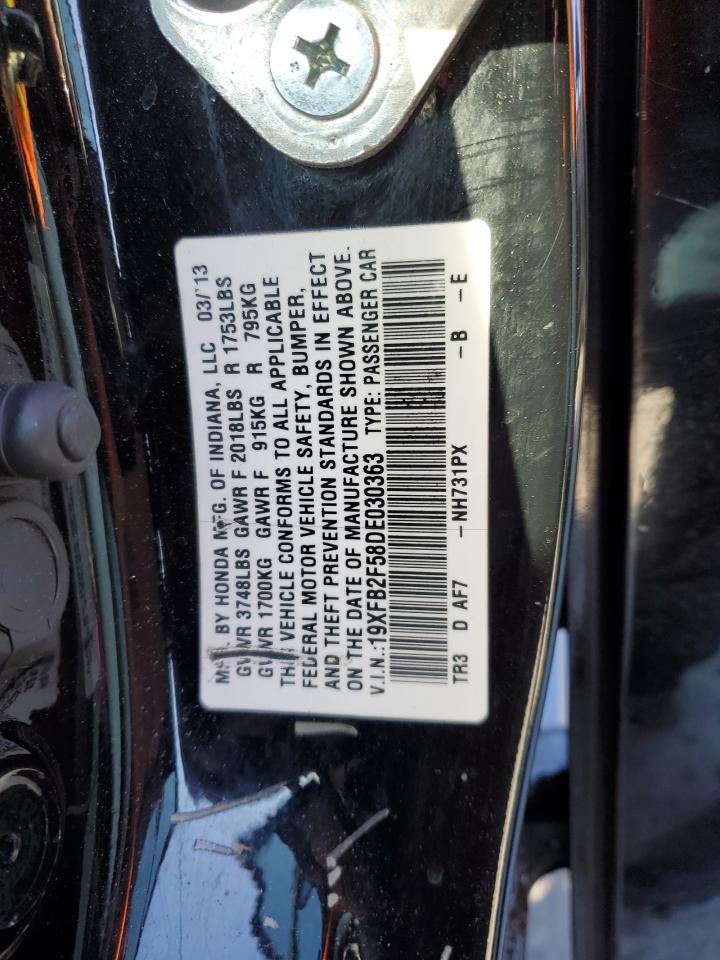 MFG. BY HONDA MFG. OF INDIANA, LLC 03/'13
GVWR 3748LBS GAWR F 2018LBS R 1753LBS
GVWR 1700KG GAWR F 915KG R 795KG
THIS VEHICLE CONFORMS TO ALL APPLICABLE
FEDERAL MOTOR VEHICLE SAFETY, BUMPER,
AND THEFT PREVENTION STANDARDS IN EFFECT
ON THE DATE OF MANUFACTURE SHOWN ABOVE.
V.I.N.:19XFB2F58DE030363 TYPE: PASSENGER CAR
TR3 D AF7 -NH731PX -B -E